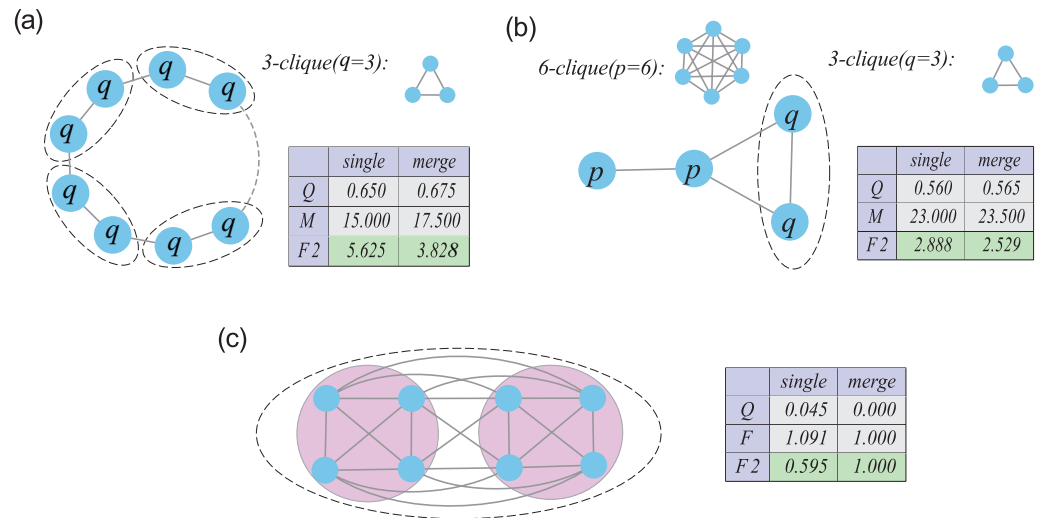 (a)
3-clique(q=3):
q
q
q
q
q
q
q
q
single merge
Q 0.650 0.675
M 15.000 17.500
F2 5.625 3.828
(b)
6-clique(p=6):
3-clique(q=3):
q
p
p
q
single merge
Q 0.560 0.565
M 23.000 23.500
F2 2.888 2.529
(c)
single merge
Q 0.045 0.000
F 1.091 1.000
F2 0.595 1.000